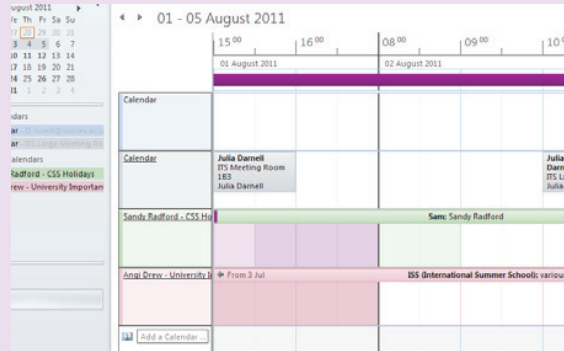 ugust 2011
Th Fr Sa Su
28 29 30 31
3 4 5 6 7
10 11 12 13 14
17 18 19 20 21
24 25 26 27 28
31 1 2 3 4
dars
alendars
Radford - CSS Holidays
rew - University Importan
01 - 05 August 2011
15 00
16 00
08 00
09 00
10
01 August 2011
02 August 2011
Calendar
Calendar
Julia Darnell
ITS Meeting Room
1B3
Julia Darnell
Julia
Darn
ITS L
Julia
Sandy Radford - CSS Ho
Sam; Sandy Radford
Angi Drew - University I
From 3 Jul
ISS (International Summer School); variou
Add a Calendar ...